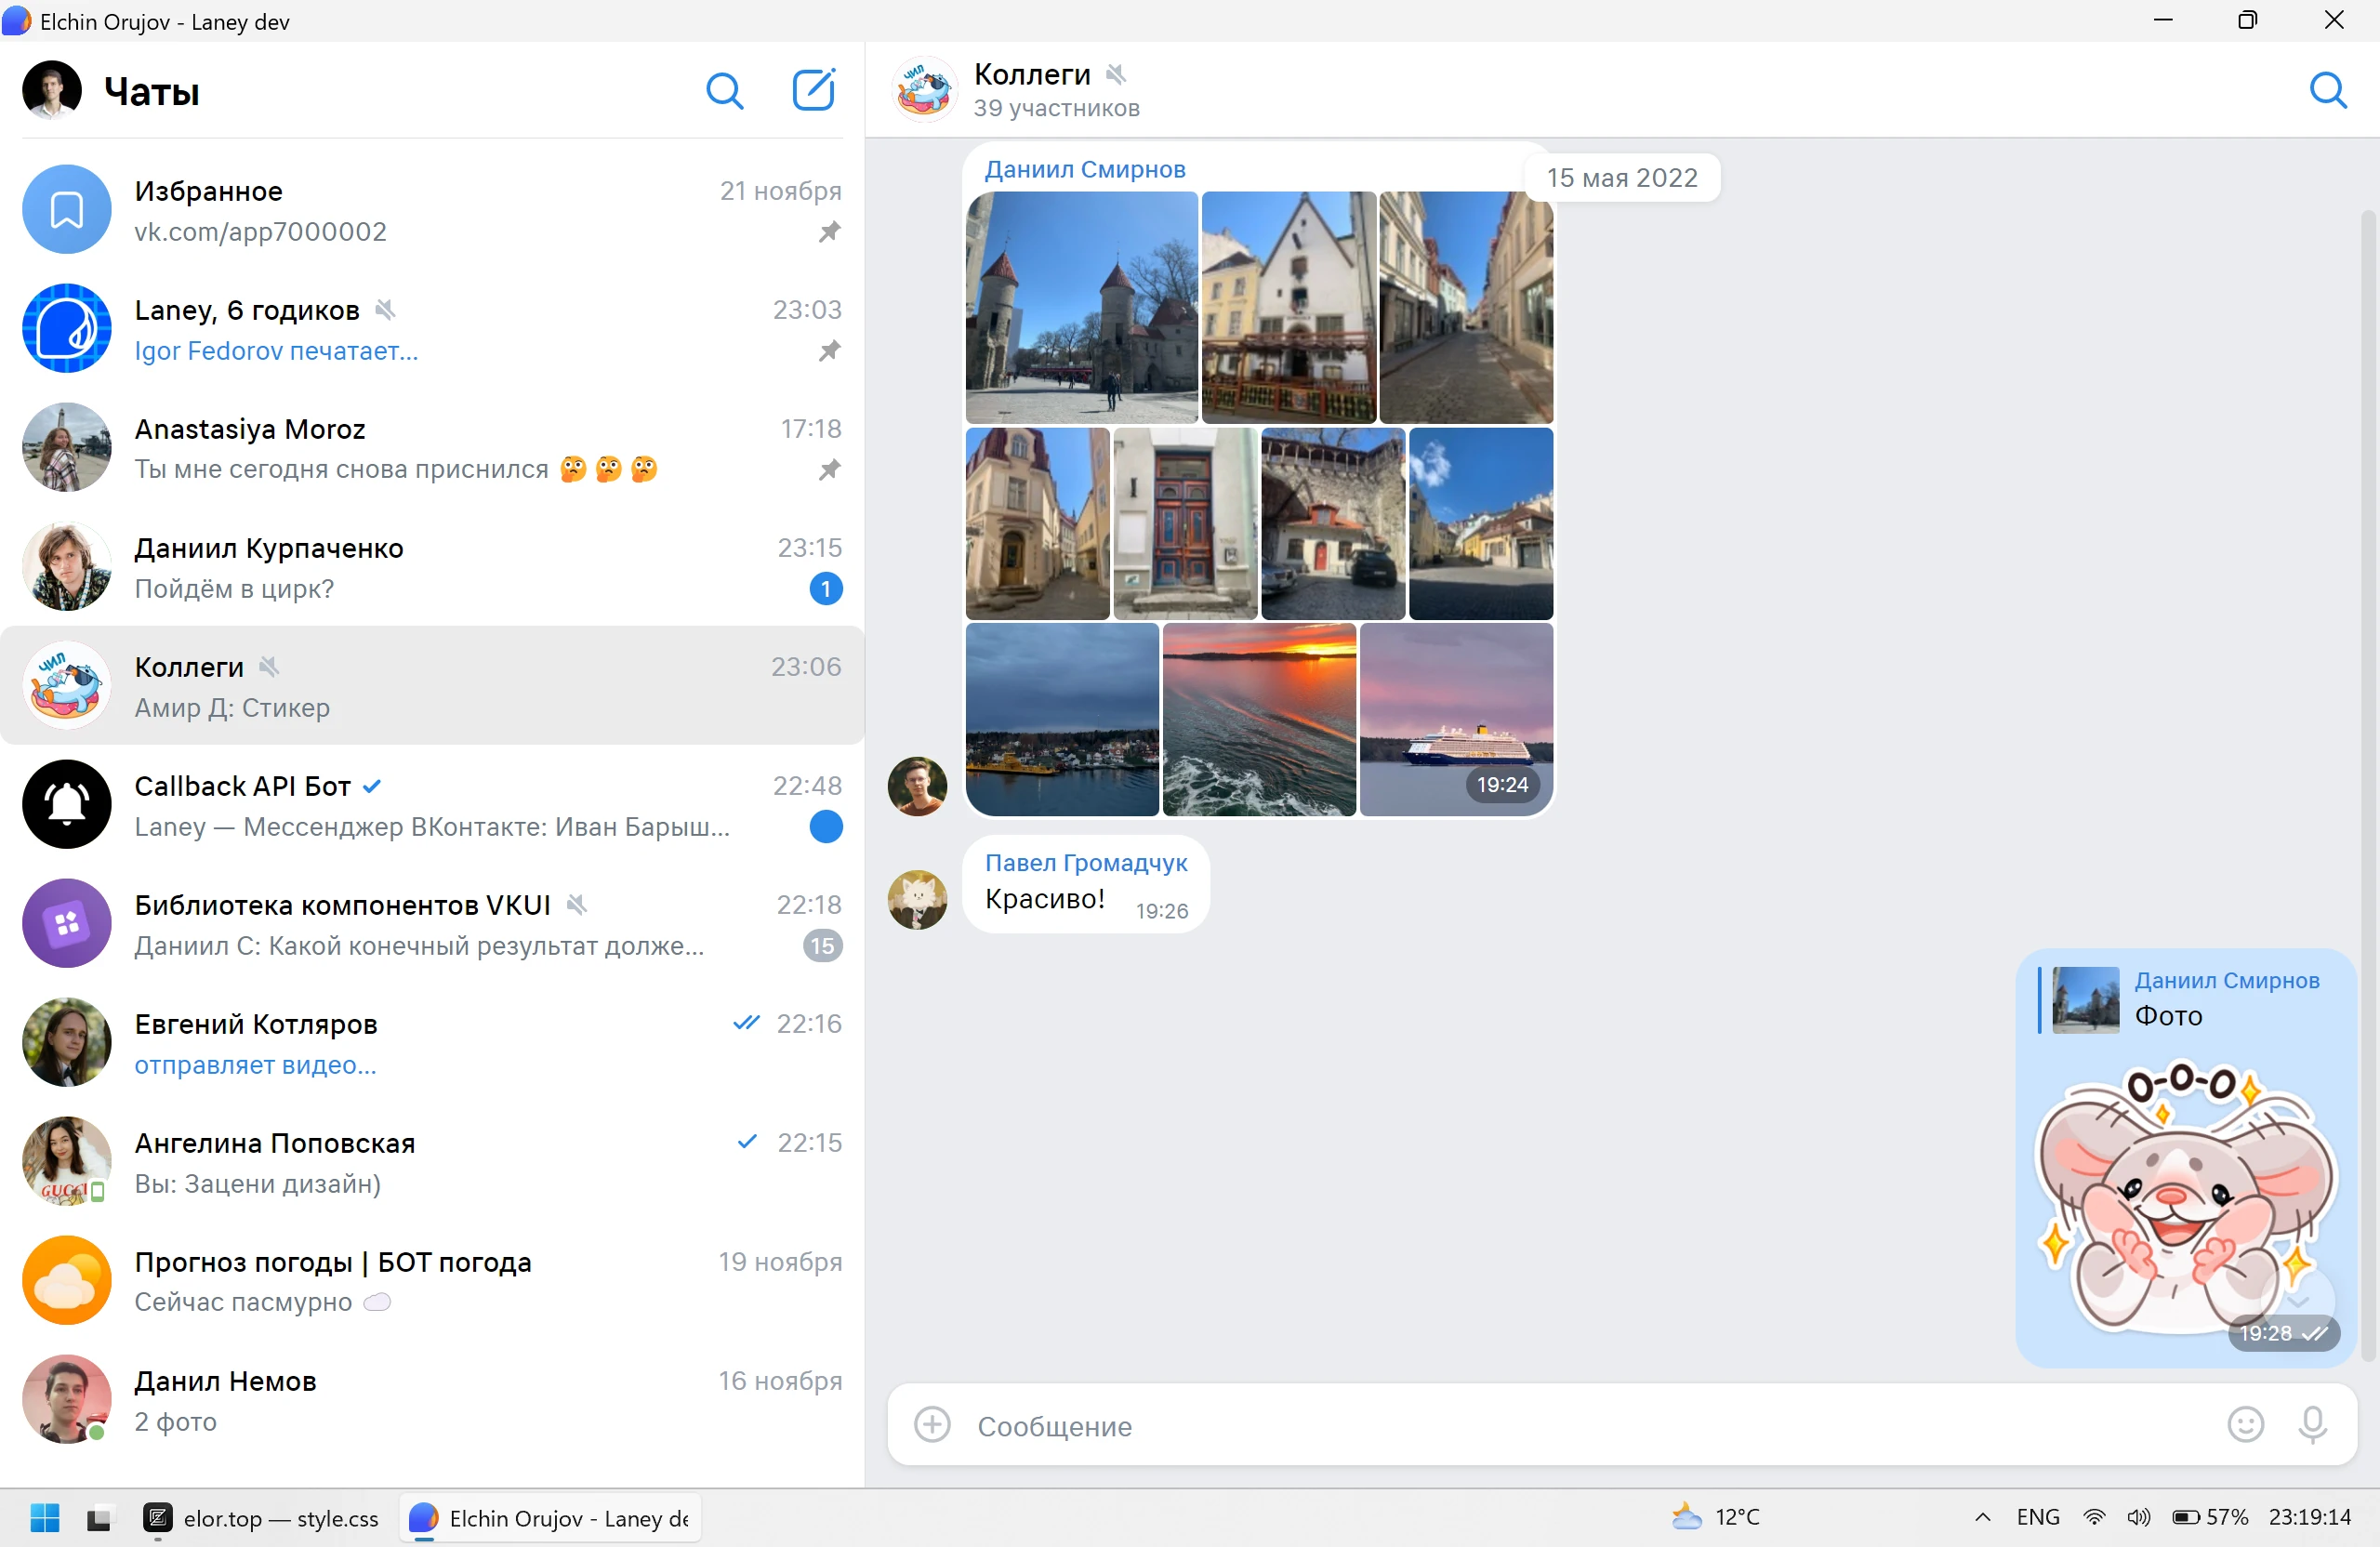 Elchin Orujov - Laney dev
Чаты
Избранное
21 ноября
vk.com/app7000002
Laney, 6 годиков
23:03
Igor Fedorov печатает...
Anastasiya Moroz
17:18
Ты мне сегодня снова приснился 🤔🤔🤔
Даниил Курпаченко
23:15
Пойдём в цирк?
1
ЧИЛ
Коллеги
23:06
Амир Д: Стикер
Callback API Бот
22:48
Laney — Мессенджер ВКонтакте: Иван Барыш...
Библиотека компонентов VKUI
22:18
Даниил С: Какой конечный результат долже...
15
Евгений Котляров
22:16
отправляет видео...
Ангелина Поповская
22:15
Вы: Зацени дизайн)
GUCCI
Прогноз погоды | БОТ погода
19 ноября
Сейчас пасмурно ☁️
Данил Немов
16 ноября
2 фото
ЧИЛ
Коллеги
39 участников
15 мая 2022
Даниил Смирнов
19:24
Павел Громадчук
Красиво!
19:26
Даниил Смирнов
Фото
О-О-О
19:28
Сообщение
elor.top — style.css
Elchin Orujov - Laney de
12°C
ENG
57%
23:19:14